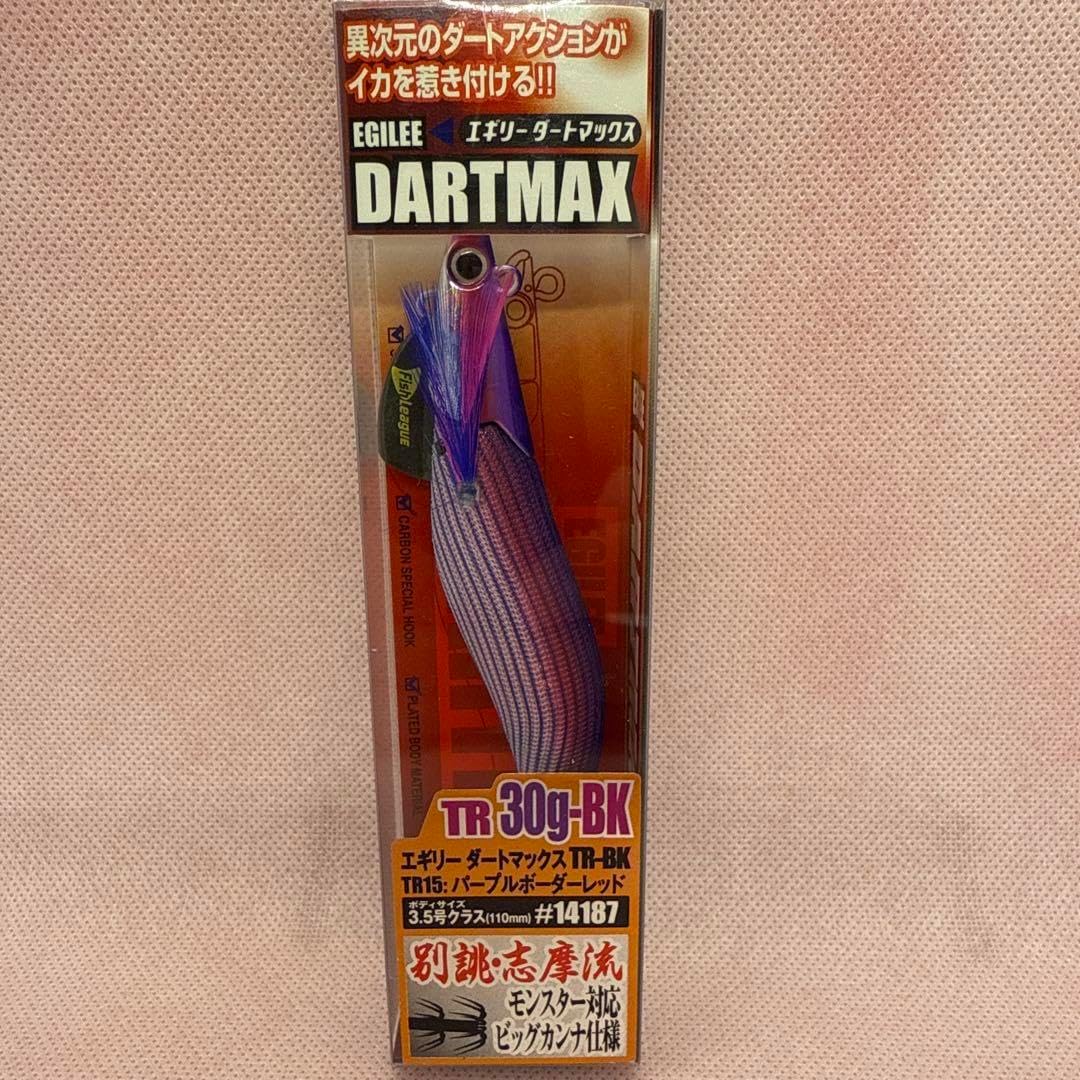 異次元のダートアクションが
イカを惹き付ける!!
EGILEE エギリー ダートマックス
DARTMAX
Fish League
CARBON SPECIAL HOOK
PLATED BODY MATERIAL
TR 30g-BK
エギリー ダートマックス TR-BK
TR15: パープルボーダーレッド
ボディサイズ
3.5号クラス(110mm) #14187
別誂・志摩流
モンスター対応
ビッグカンナ仕様